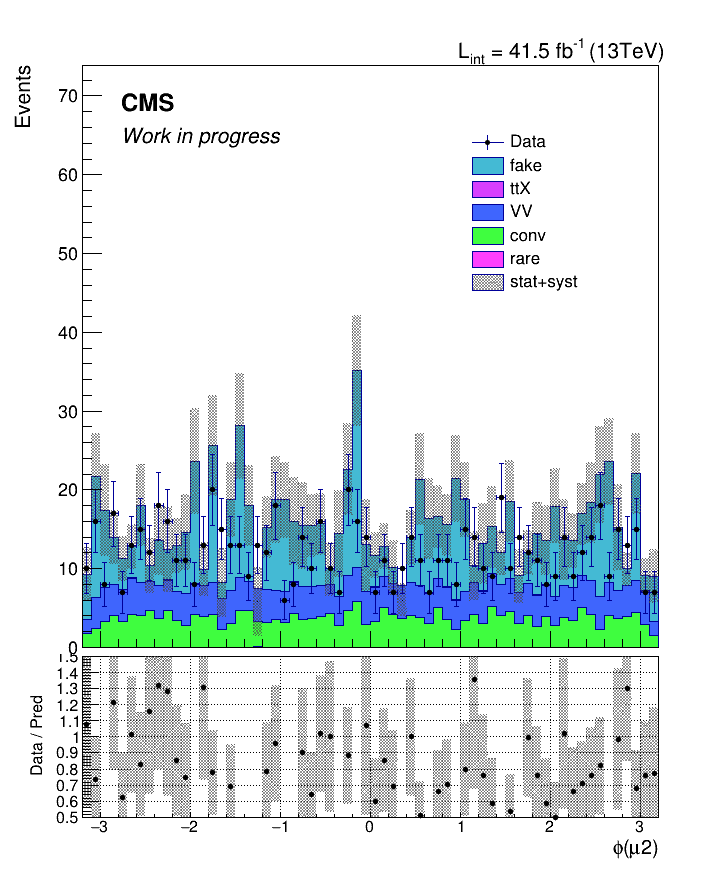 L_int = 41.5 fb^-1 (13TeV)
Events
CMS
Work in progress
Data
fake
ttX
VV
conv
rare
stat+syst
70
60
50
40
30
20
10
0
Data / Pred
1.5
1.4
1.3
1.2
1.1
1
0.9
0.8
0.7
0.6
0.5
−3 −2 −1 0 1 2 3
ϕ(μ2)